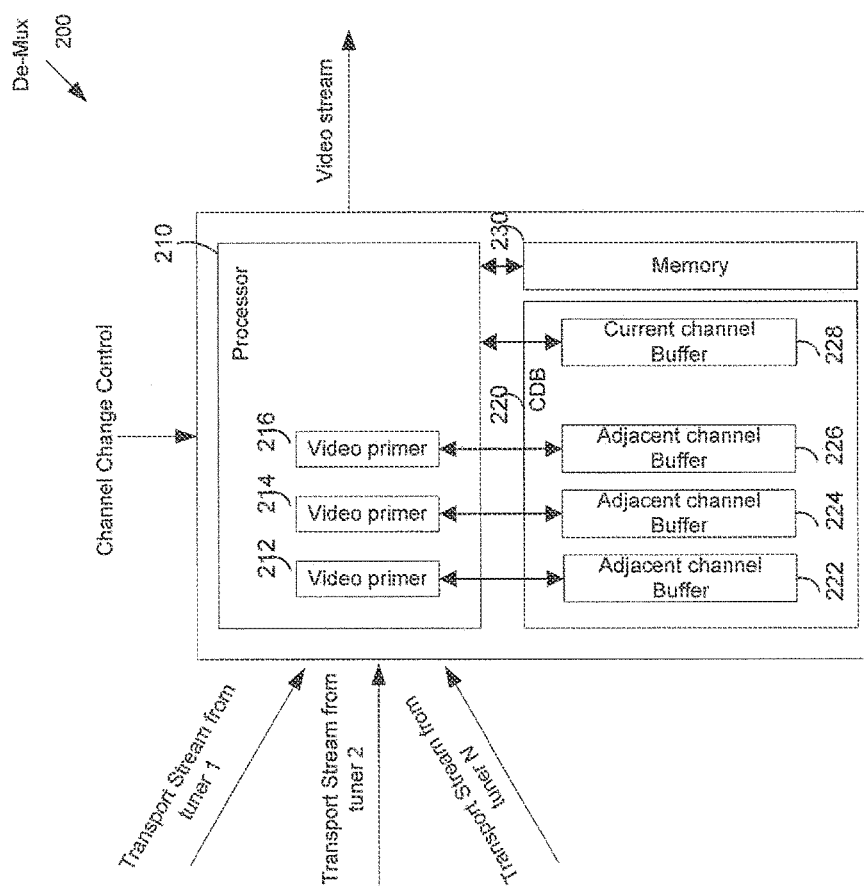 De-Mux
200
Channel Change Control
Video stream
210
Processor
216
Video primer
214
Video primer
212
Video primer
230
Memory
220
CDB
Current channel
Buffer
228
Adjacent channel
Buffer
226
Adjacent channel
Buffer
224
Adjacent channel
Buffer
222
Transport Stream from
tuner 1
Transport Stream from
tuner 2
Transport Stream from
tuner N